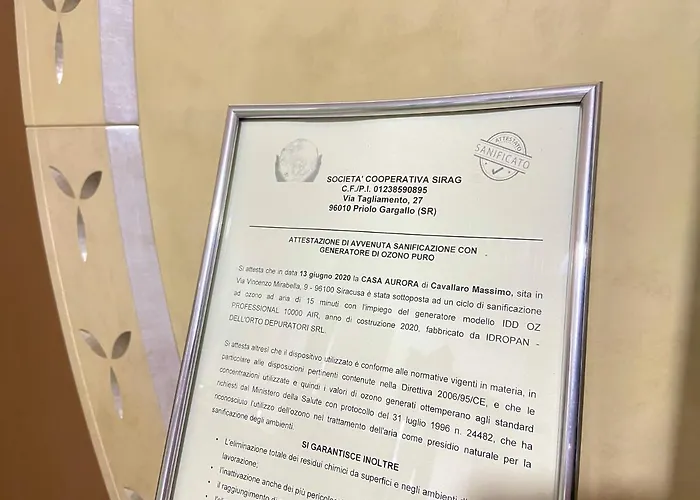 ATTESTATO
SANIFICATO
SOCIETA' COOPERATIVA SIRAG
C.F./P.I. 01238590895
Via Tagliamento, 27
96010 Priolo Gargallo (SR)
ATTESTAZIONE DI AVVENUTA SANIFICAZIONE CON
GENERATORE DI OZONO PURO
Si attesta che in data 13 giugno 2020 la CASA AURORA di Cavallaro Massimo, sita in
Via Vincenzo Mirabella, 9 - 96100 Siracusa è stata sottoposta ad un ciclo di sanificazione
ad ozono ad aria di 15 minuti con l'impiego del generatore modello IDD OZ
PROFESSIONAL 10000 AIR, anno di costruzione 2020, fabbricato da IDROPAN -
DELL'ORTO DEPURATORI SRL.
Si attesta altresì che il dispositivo utilizzato è conforme alle normative vigenti in materia, in
particolare alle disposizioni pertinenti contenute nella Direttiva 2006/95/CE, e che le
concentrazioni utilizzate e quindi i valori di ozono generati ottemperano agli standard
richiesti dal Ministero della Salute con protocollo del 31 luglio 1996 n. 24482, che ha
riconosciuto l'utilizzo dell'ozono nel trattamento dell'aria come presidio naturale per la
sanificazione degli ambienti.
SI GARANTISCE INOLTRE
• L'eliminazione totale dei residui chimici da superfici e negli ambienti
lavorazione;
• l'inattivazione anche dei più
• il raggiungimento